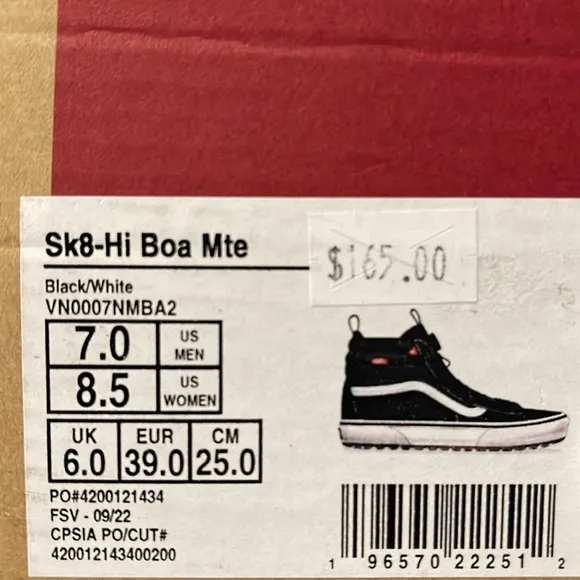 Sk8-Hi Boa Mte
$165.00
Black/White
VN0007NMBA2
7.0 US MEN
8.5 US WOMEN
UK EUR CM
6.0 39.0 25.0
PO#4200121434
FSV - 09/22
CPSIA PO/CUT#
420012143400200
1 96570 22251 2